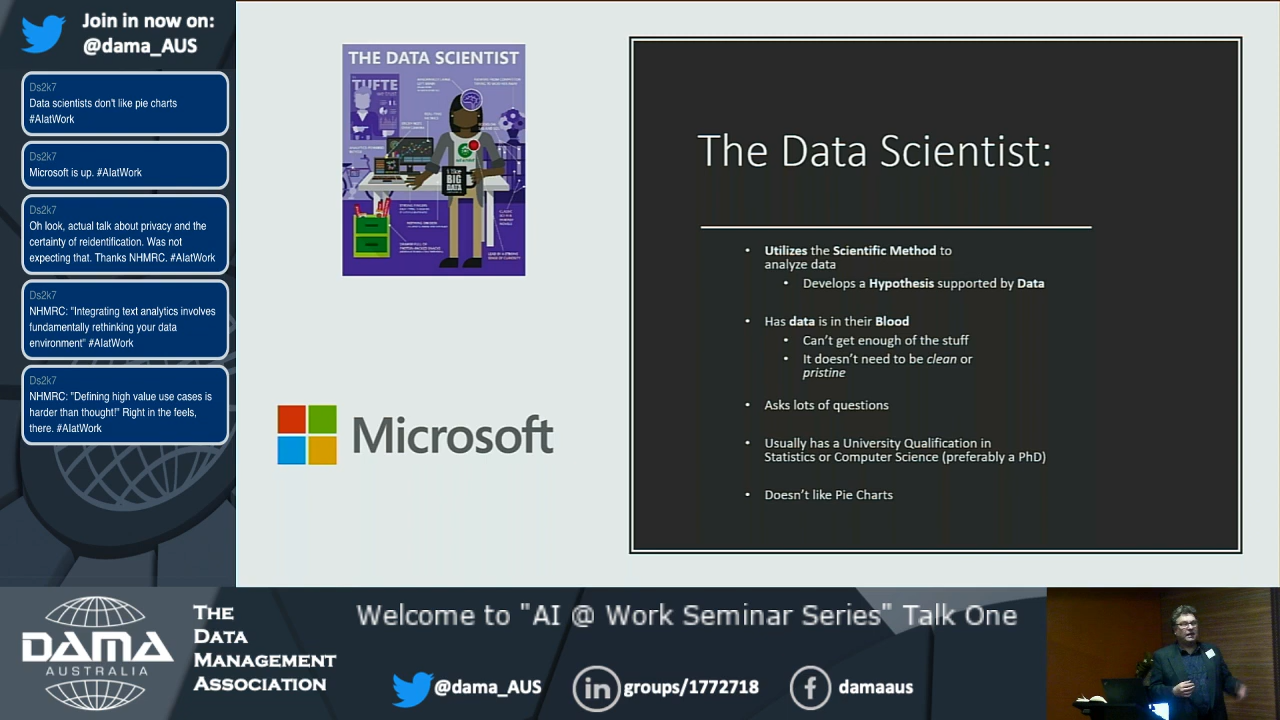 Join in now on:
@dama_AUS
Ds2k7
Data scientists don't like pie charts
#AIatWork
Ds2k7
Microsoft is up. #AIatWork
Ds2k7
Oh look, actual talk about privacy and the
certainty of reidentification. Was not
expecting that. Thanks NHMRC. #AIatWork
Ds2k7
NHMRC: "Integrating text analytics involves
fundamentally rethinking your data
environment" #AIatWork
Ds2k7
NHMRC: "Defining high value use cases is
harder than thought!" Right in the feels,
there. #AIatWork
THE DATA SCIENTIST
TUFTE
I like
BIG
DATA
Microsoft
The Data Scientist:
• Utilizes the Scientific Method to
analyze data
• Develops a Hypothesis supported by Data
• Has data is in their Blood
• Can't get enough of the stuff
• It doesn't need to be clean or
pristine
• Asks lots of questions
• Usually has a University Qualification in
Statistics or Computer Science (preferably a PhD)
• Doesn't like Pie Charts
DAMA
AUSTRALIA
THE
DATA
MANAGEMENT
ASSOCIATION
Welcome to "AI @ Work Seminar Series" Talk One
@dama_AUS
in groups/1772718
f damaaus